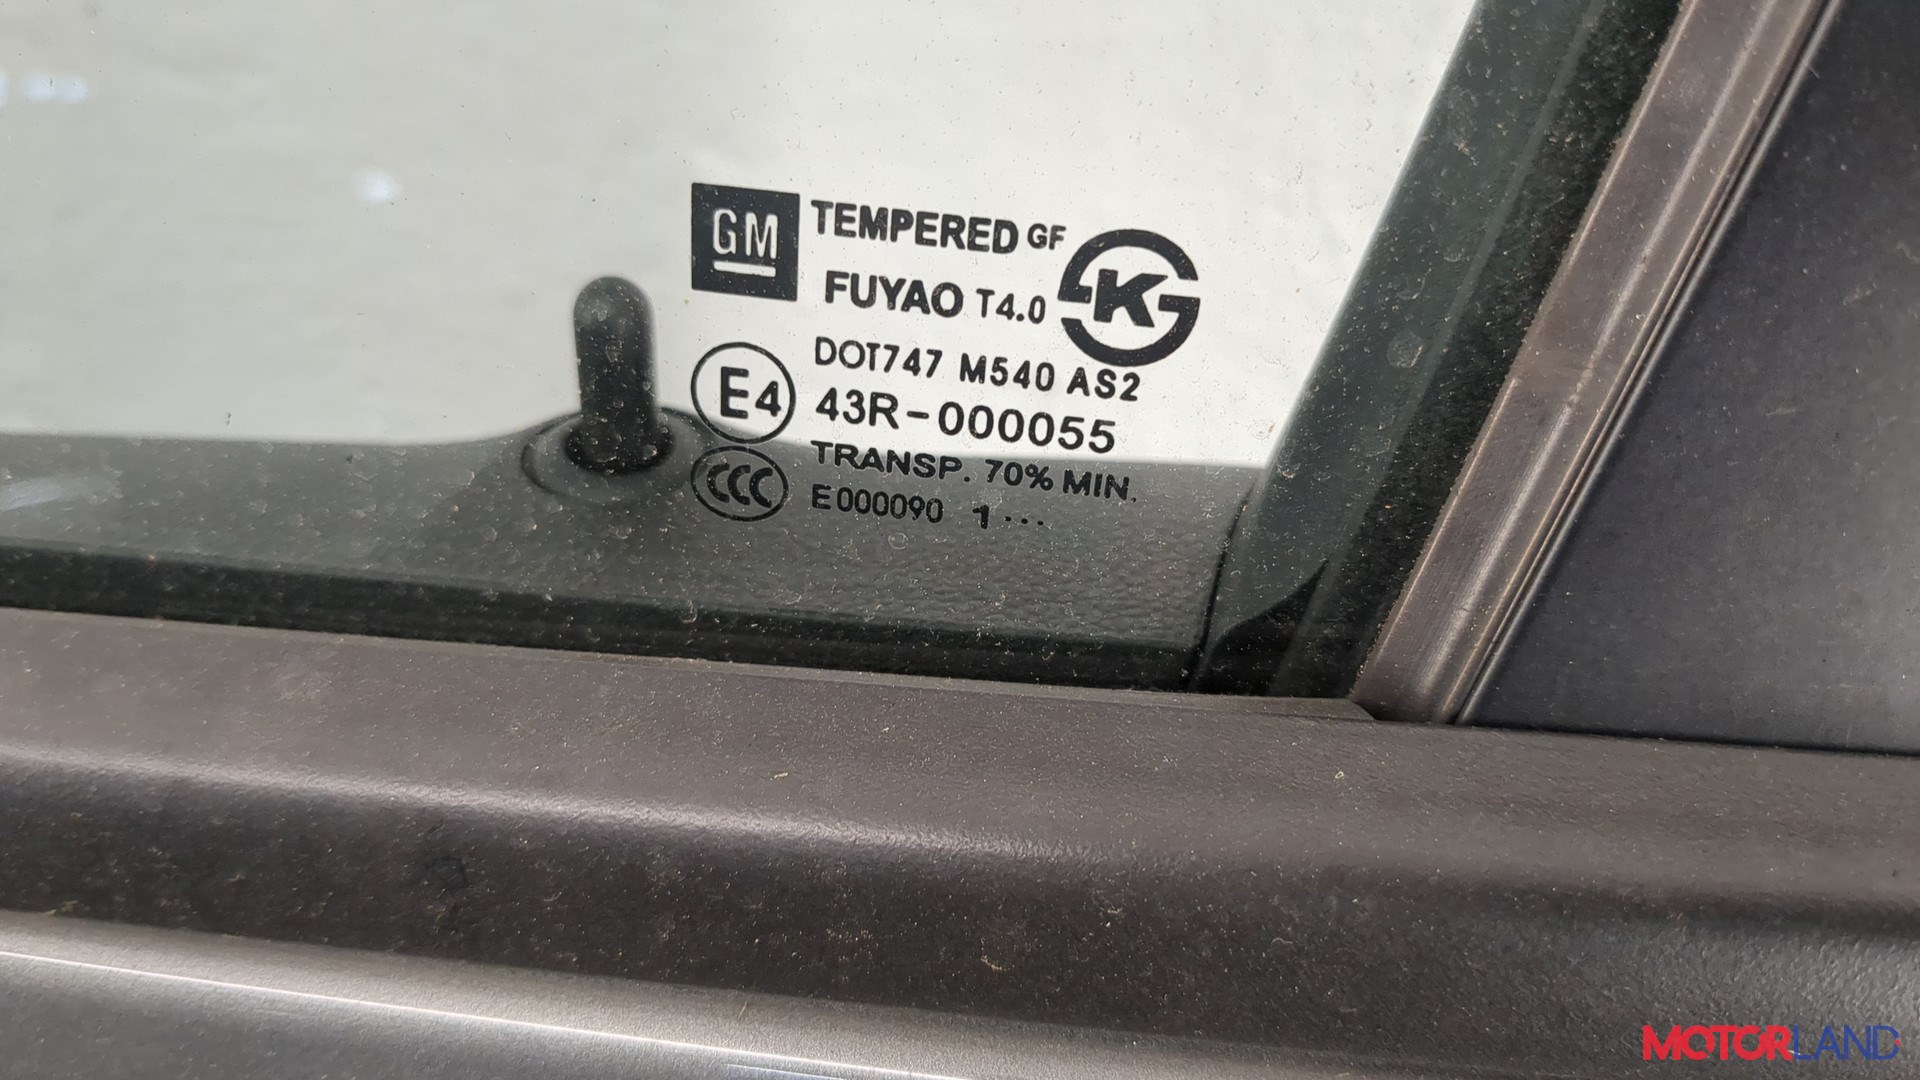 GM
TEMPERED GF
FUYAO T4.0
K
DOT747 M540 AS2
E4
43R-000055
TRANSP. 70% MIN.
CCC
E000090 1 ...
MOTORLAND